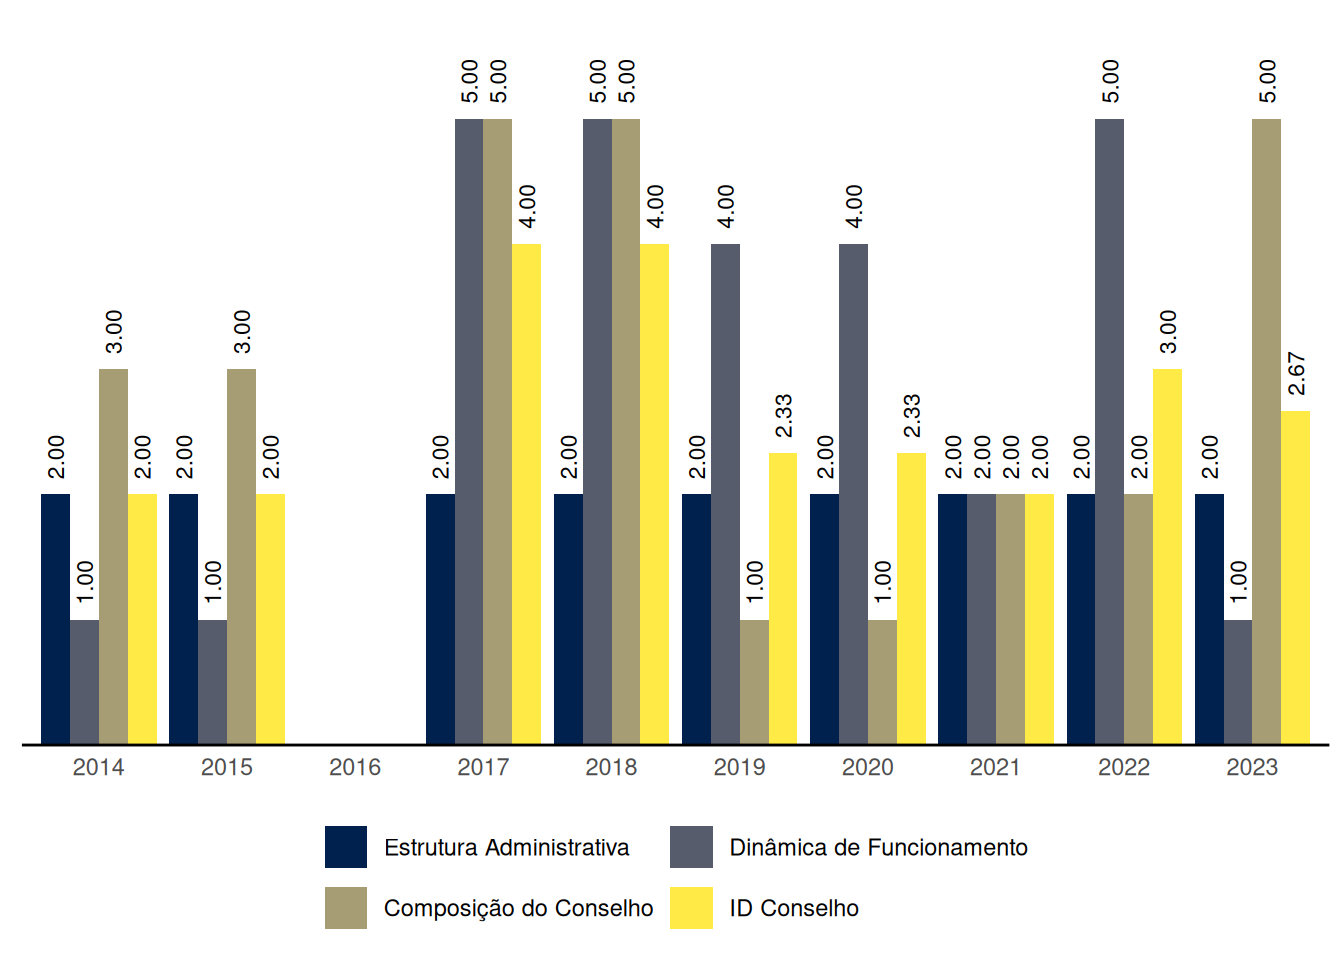 2.00 1.00 3.00 2.00
2.00 1.00 3.00 2.00
2.00 5.00 5.00 4.00
2.00 5.00 5.00 4.00
2.00 4.00 1.00 2.33
2.00 4.00 1.00 2.33
2.00 2.00 2.00 2.00
2.00 5.00 2.00 3.00
2.00 1.00 5.00 2.67
2014 2015 2016 2017 2018 2019 2020 2021 2022 2023
Estrutura Administrativa Dinâmica de Funcionamento
Composição do Conselho ID Conselho